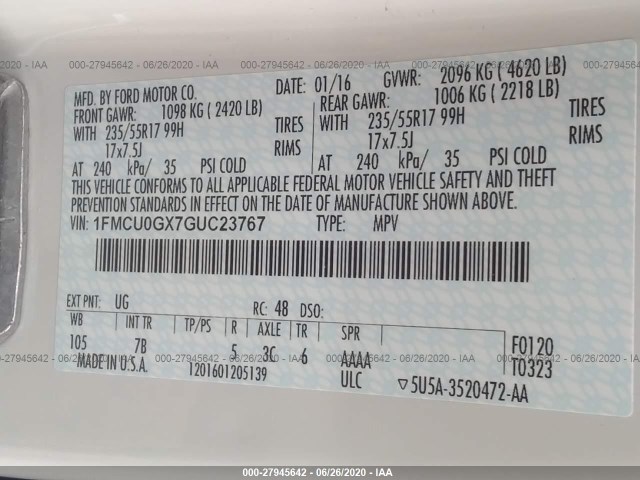 000-27945642 - 06/26/2020 - IAA
MFD. BY FORD MOTOR CO. DATE: 01/16 GVWR: 2096 KG ( 4620 LB)
FRONT GAWR: 1098 KG ( 2420 LB) REAR GAWR: 1006 KG ( 2218 LB)
WITH 235/55R17 99H TIRES WITH 235/55R17 99H TIRES
17x7.5J RIMS 17x7.5J RIMS
AT 240 kPa/ 35 PSI COLD AT 240 kPa/ 35 PSI COLD
THIS VEHICLE CONFORMS TO ALL APPLICABLE FEDERAL MOTOR VEHICLE SAFETY AND THEFT
PREVENTION STANDARDS IN EFFECT ON THE DATE OF MANUFACTURE SHOWN ABOVE.
VIN: 1FMCU0GX7GUC23767 TYPE: MPV
EXT PNT: UG RC: 48 DSO:
WB INT TR TP/PS R AXLE TR SPR
105 7B 5 3C 6 AAAA F0120
MADE IN U.S.A. 1201601205139 ULC T0323
5U5A-3520472-AA
000-27945642 - 06/26/2020 - IAA